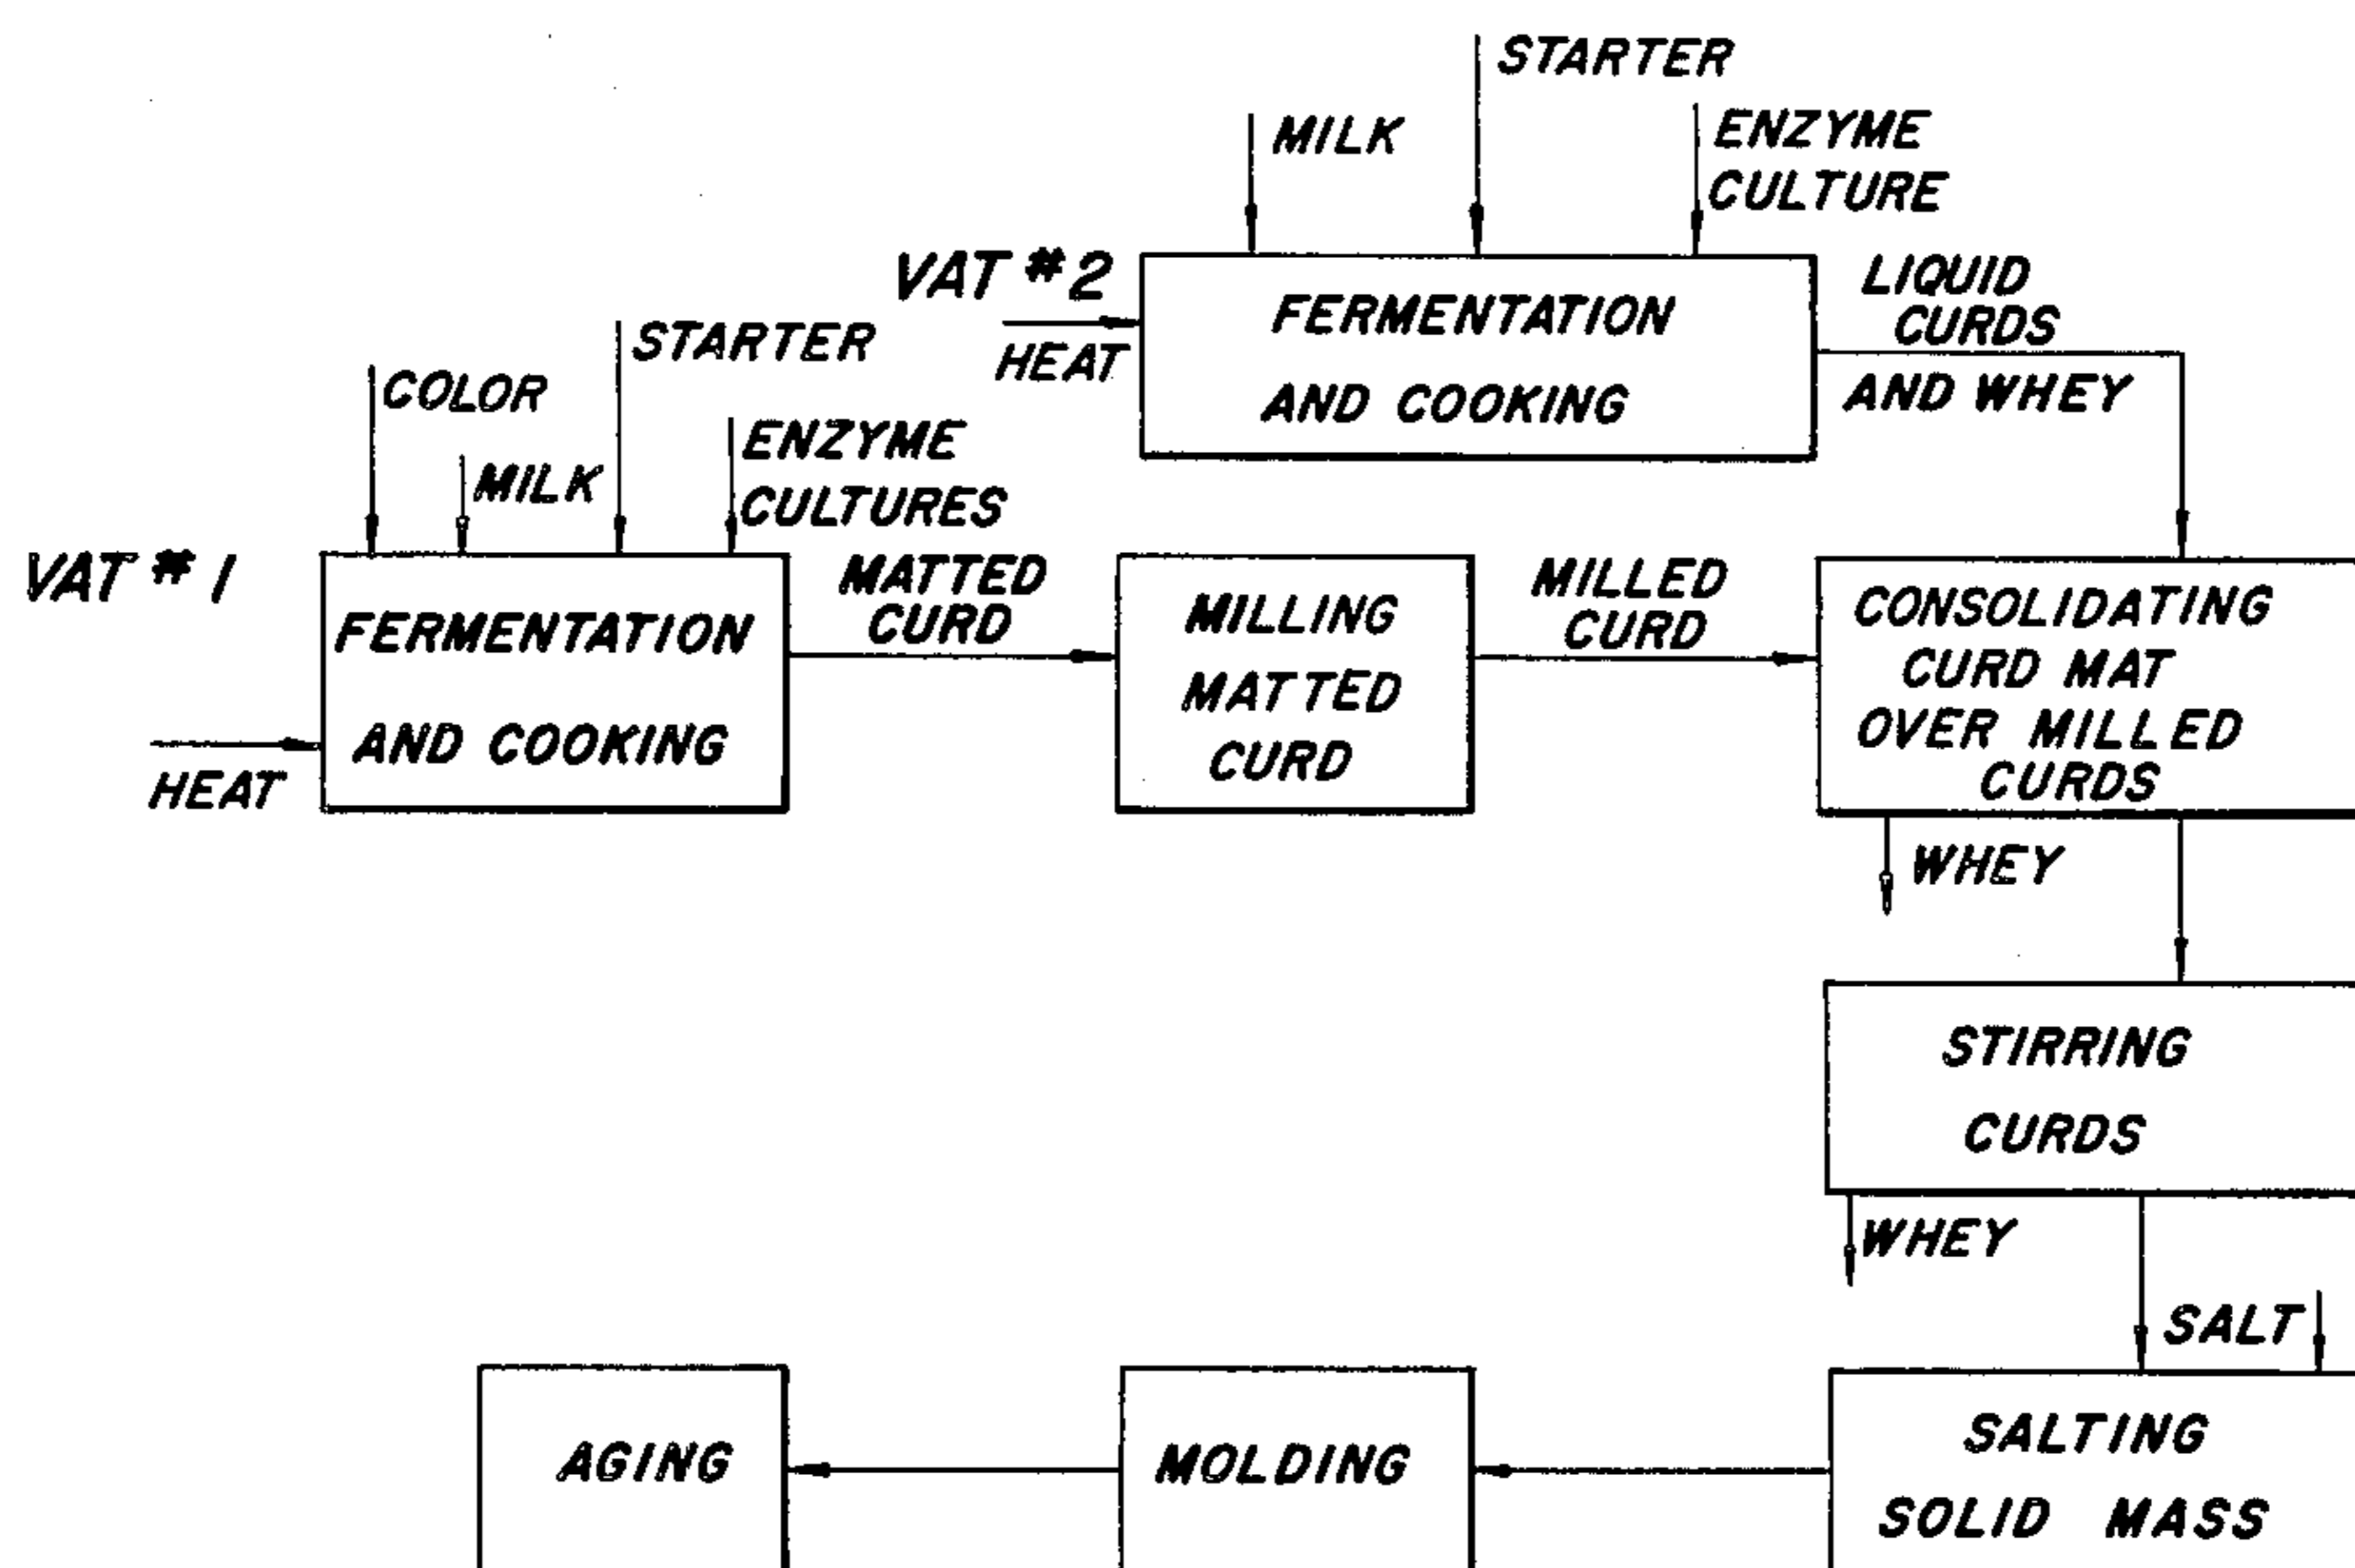 STARTER
MILK
ENZYME
CULTURE
VAT #2
HEAT
FERMENTATION
AND COOKING
LIQUID
CURDS
AND WHEY
COLOR
MILK
STARTER
ENZYME
CULTURES
VAT #1
HEAT
FERMENTATION
AND COOKING
MATTED
CURD
MILLING
MATTED
CURD
MILLED
CURD
CONSOLIDATING
CURD MAT
OVER MILLED
CURDS
WHEY
STIRRING
CURDS
WHEY
SALT
SALTING
SOLID MASS
MOLDING
AGING